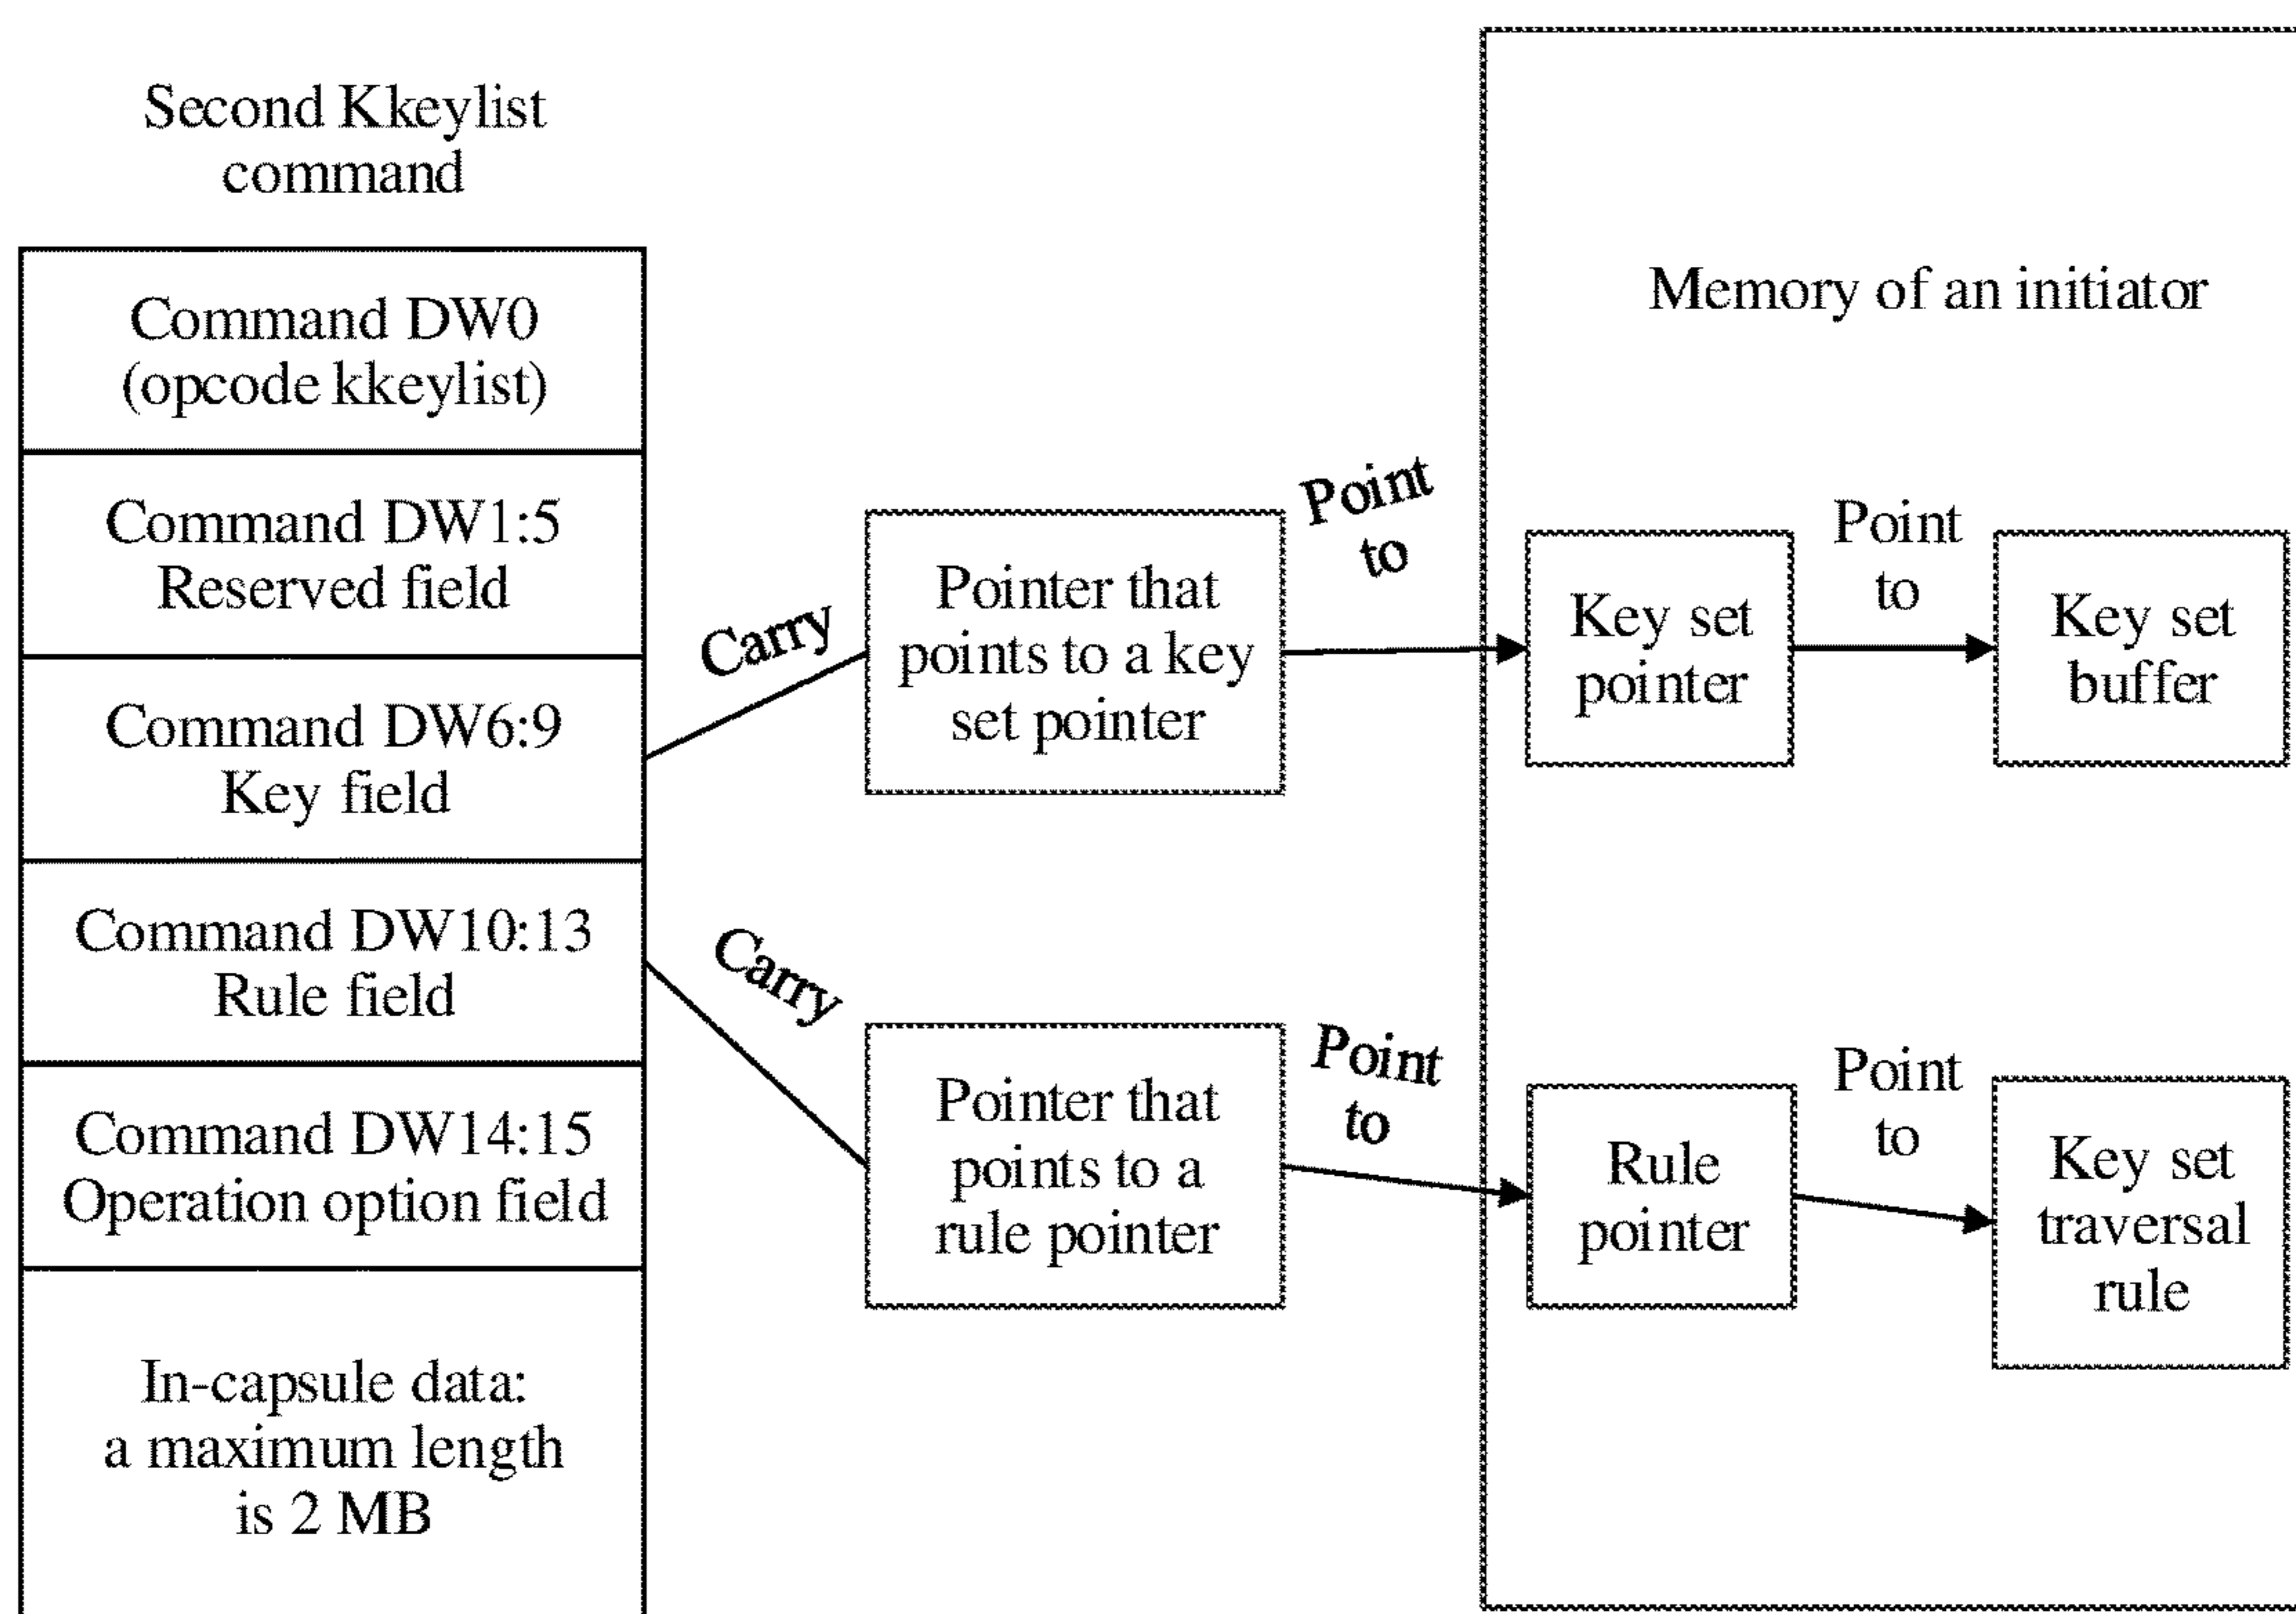 Second Kkeylist
command
Command DW0
(opcode kkeylist)
Command DW1:5
Reserved field
Command DW6:9
Key field
Command DW10:13
Rule field
Command DW14:15
Operation option field
In-capsule data:
a maximum length
is 2 MB
Carry
Pointer that
points to a key
set pointer
Point
to
Carry
Pointer that
points to a
rule pointer
Point
to
Memory of an initiator
Key set
pointer
Point
to
Key set
buffer
Rule
pointer
Point
to
Key set
traversal
rule